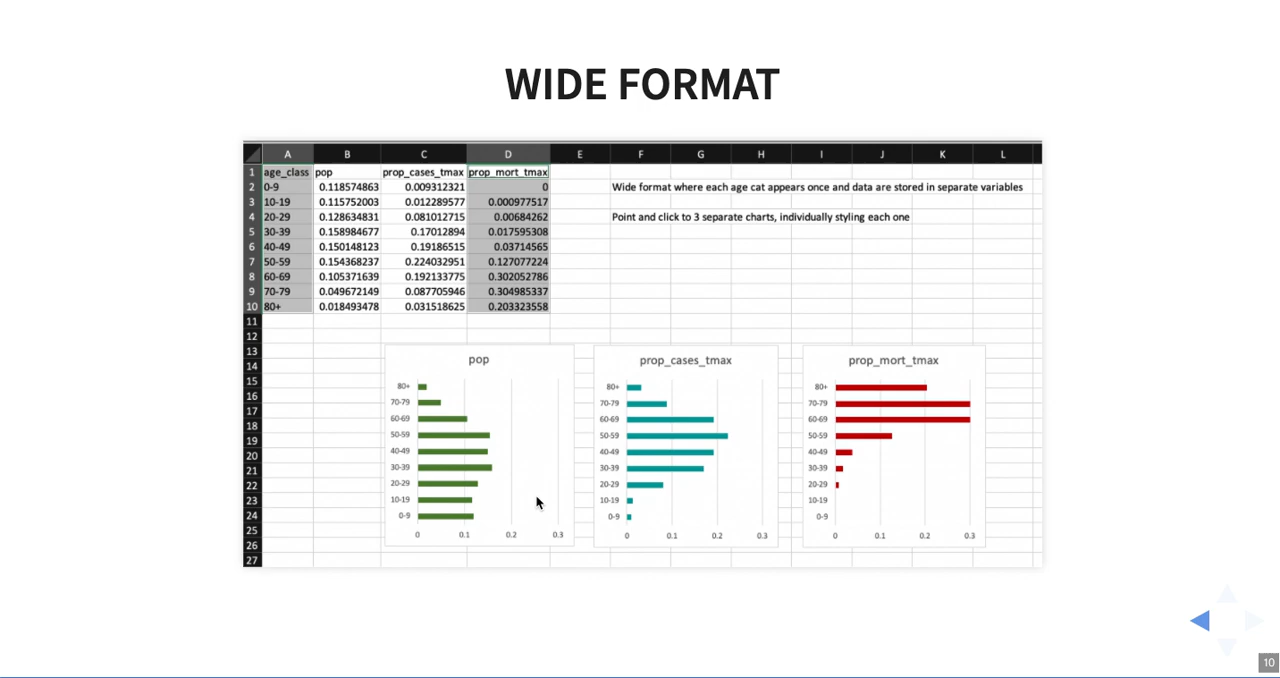 WIDE FORMAT
A B C D E F G H I J K L
1 age_class pop prop_cases_tmax prop_mort_tmax
2 0-9 0.118574863 0.009312321 0 Wide format where each age cat appears once and data are stored in separate variables
3 10-19 0.115752003 0.012289577 0.000977517
4 20-29 0.128634831 0.081012715 0.00684262 Point and click to 3 separate charts, individually styling each one
5 30-39 0.158984677 0.17012894 0.017595308
6 40-49 0.150148123 0.19186515 0.03714565
7 50-59 0.154368237 0.224032951 0.127077224
8 60-69 0.105371639 0.192133775 0.302052786
9 70-79 0.049672149 0.087705946 0.304985337
10 80+ 0.018493478 0.031518625 0.203323558
11
12
13
14
15
16
17
18
19
20
21
22
23
24
25
26
27
pop
80+
70-79
60-69
50-59
40-49
30-39
20-29
10-19
0-9
0 0.1 0.2 0.3
prop_cases_tmax
80+
70-79
60-69
50-59
40-49
30-39
20-29
10-19
0-9
0 0.1 0.2 0.3
prop_mort_tmax
80+
70-79
60-69
50-59
40-49
30-39
20-29
10-19
0-9
0 0.1 0.2 0.3
10